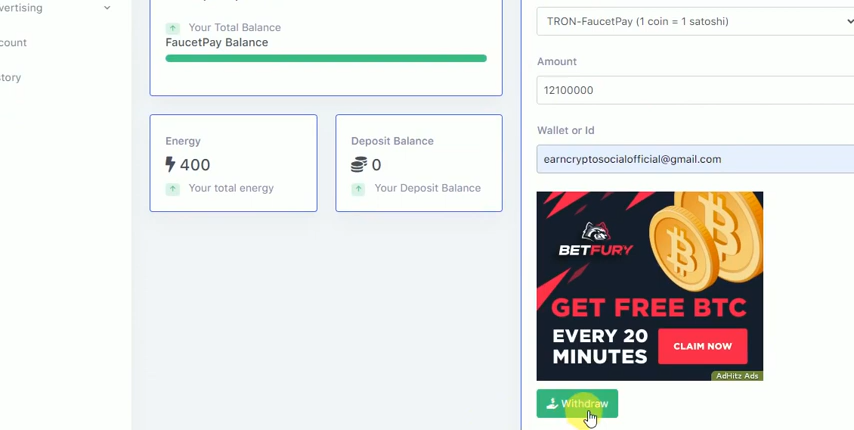 vertising
count
story
Your Total Balance
FaucetPay Balance
Energy
400
Your total energy
Deposit Balance
0
Your Deposit Balance
TRON-FaucetPay (1 coin = 1 satoshi)
Amount
12100000
Wallet or Id
earncryptosocialofficial@gmail.com
BETFURY
GET FREE BTC
EVERY 20
MINUTES
CLAIM NOW
AdHitz Ads
Withdraw